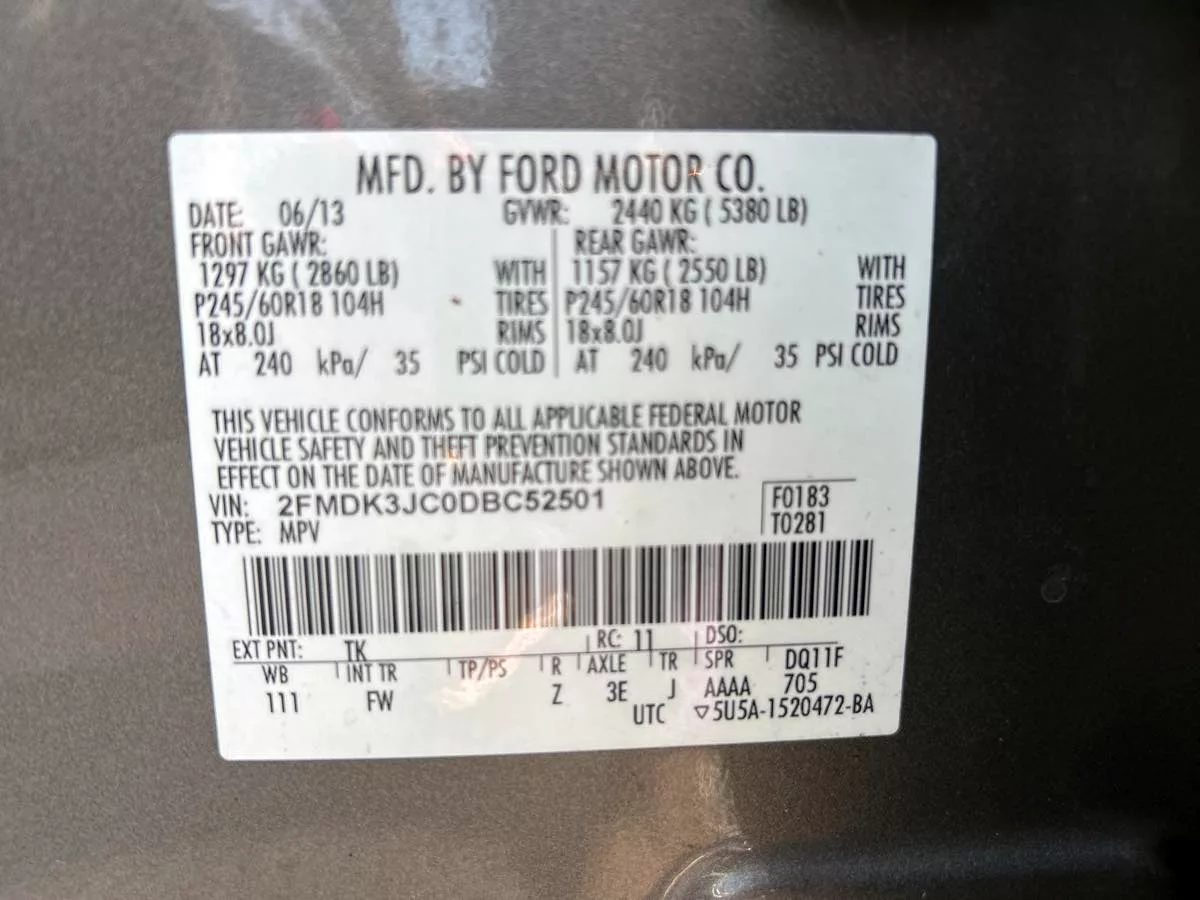 MFD. BY FORD MOTOR CO.
DATE: 06/13 GVWR: 2440 KG ( 5380 LB)
FRONT GAWR: REAR GAWR:
1297 KG ( 2860 LB) WITH 1157 KG ( 2550 LB) WITH
P245/60R18 104H TIRES P245/60R18 104H TIRES
18x8.0J RIMS 18x8.0J RIMS
AT 240 kPa/ 35 PSI COLD AT 240 kPa/ 35 PSI COLD
THIS VEHICLE CONFORMS TO ALL APPLICABLE FEDERAL MOTOR
VEHICLE SAFETY AND THEFT PREVENTION STANDARDS IN
EFFECT ON THE DATE OF MANUFACTURE SHOWN ABOVE.
VIN: 2FMDK3JC0DBC52501 F0183
TYPE: MPV T0281
EXT PNT: TK RC: 11 DSO:
WB INT TR TP/PS R AXLE TR SPR DQ11F
111 FW Z 3E J AAAA 705
UTC ▽5U5A-1520472-BA